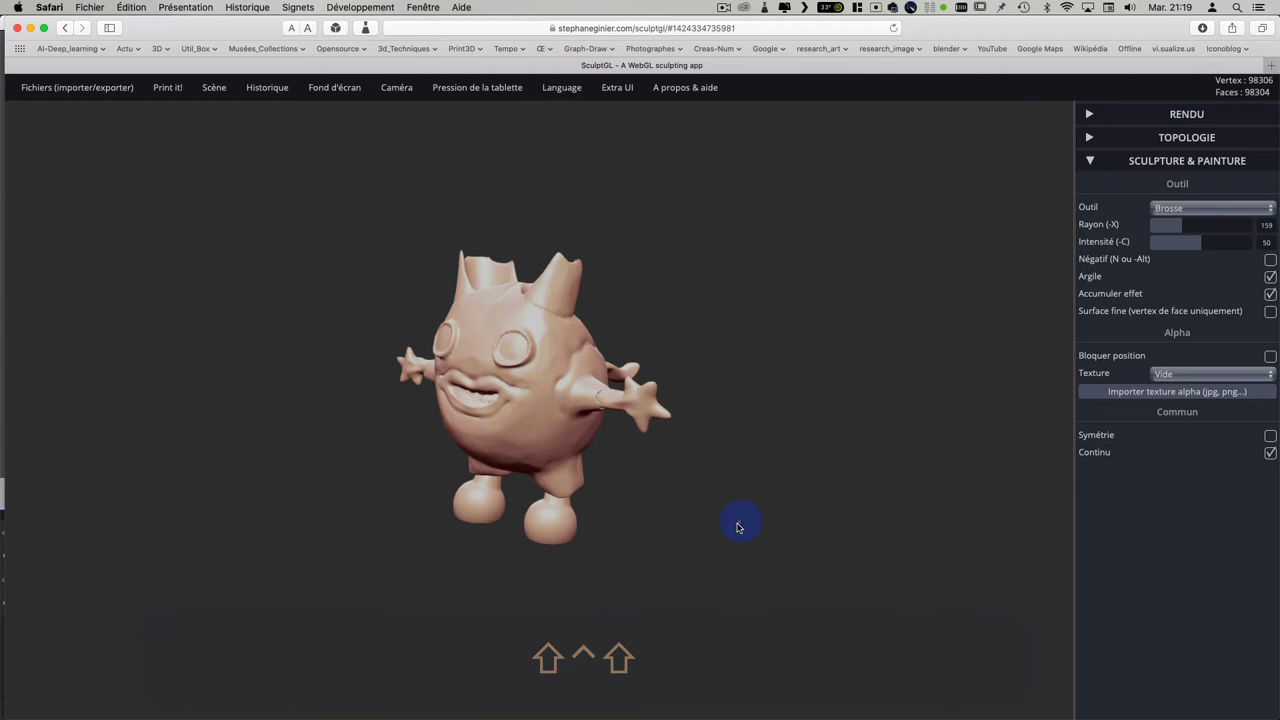 Safari Fichier Édition Présentation Historique Signets Développement Fenêtre Aide 33° Mar. 21:19
A A stephaneginier.com/sculptgl/#1424334735981
AI-Deep_learning Actu 3D Util_Box Musées_Collections Opensource 3d_Techniques Print3D Tempo Œ Graph-Draw Photographes Creas-Num Google research_art research_image blender YouTube Google Maps Wikipédia Offline vi.sualize.us Iconoblog
SculptGL - A WebGL sculpting app
Fichiers (importer/exporter) Print it! Scène Historique Fond d'écran Caméra Pression de la tablette Language Extra UI A propos & aide
Vertex : 98306
Faces : 98304
RENDU
TOPOLOGIE
SCULPTURE & PAINTURE
Outil
Outil Brosse
Rayon (-X) 159
Intensité (-C) 50
Négatif (N ou -Alt)
Argile
Accumuler effet
Surface fine (vertex de face uniquement)
Alpha
Bloquer position
Texture Vide
Importer texture alpha (jpg, png...)
Commun
Symétrie
Continu